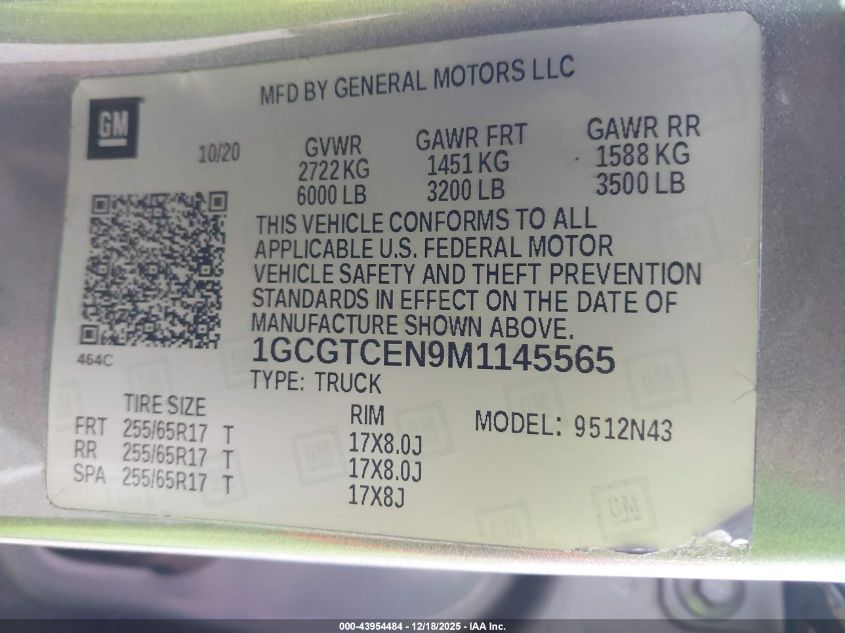 MFD BY GENERAL MOTORS LLC
GM
10/20
GVWR GAWR FRT GAWR RR
2722 KG 1451 KG 1588 KG
6000 LB 3200 LB 3500 LB
THIS VEHICLE CONFORMS TO ALL
APPLICABLE U.S. FEDERAL MOTOR
VEHICLE SAFETY AND THEFT PREVENTION
STANDARDS IN EFFECT ON THE DATE OF
MANUFACTURE SHOWN ABOVE.
464C
1GCGTCEN9M1145565
TYPE: TRUCK
TIRE SIZE RIM MODEL: 9512N43
FRT 255/65R17 T 17X8.0J
RR 255/65R17 T 17X8.0J
SPA 255/65R17 T 17X8J
000-43954484 - 12/18/2025 - IAA Inc.